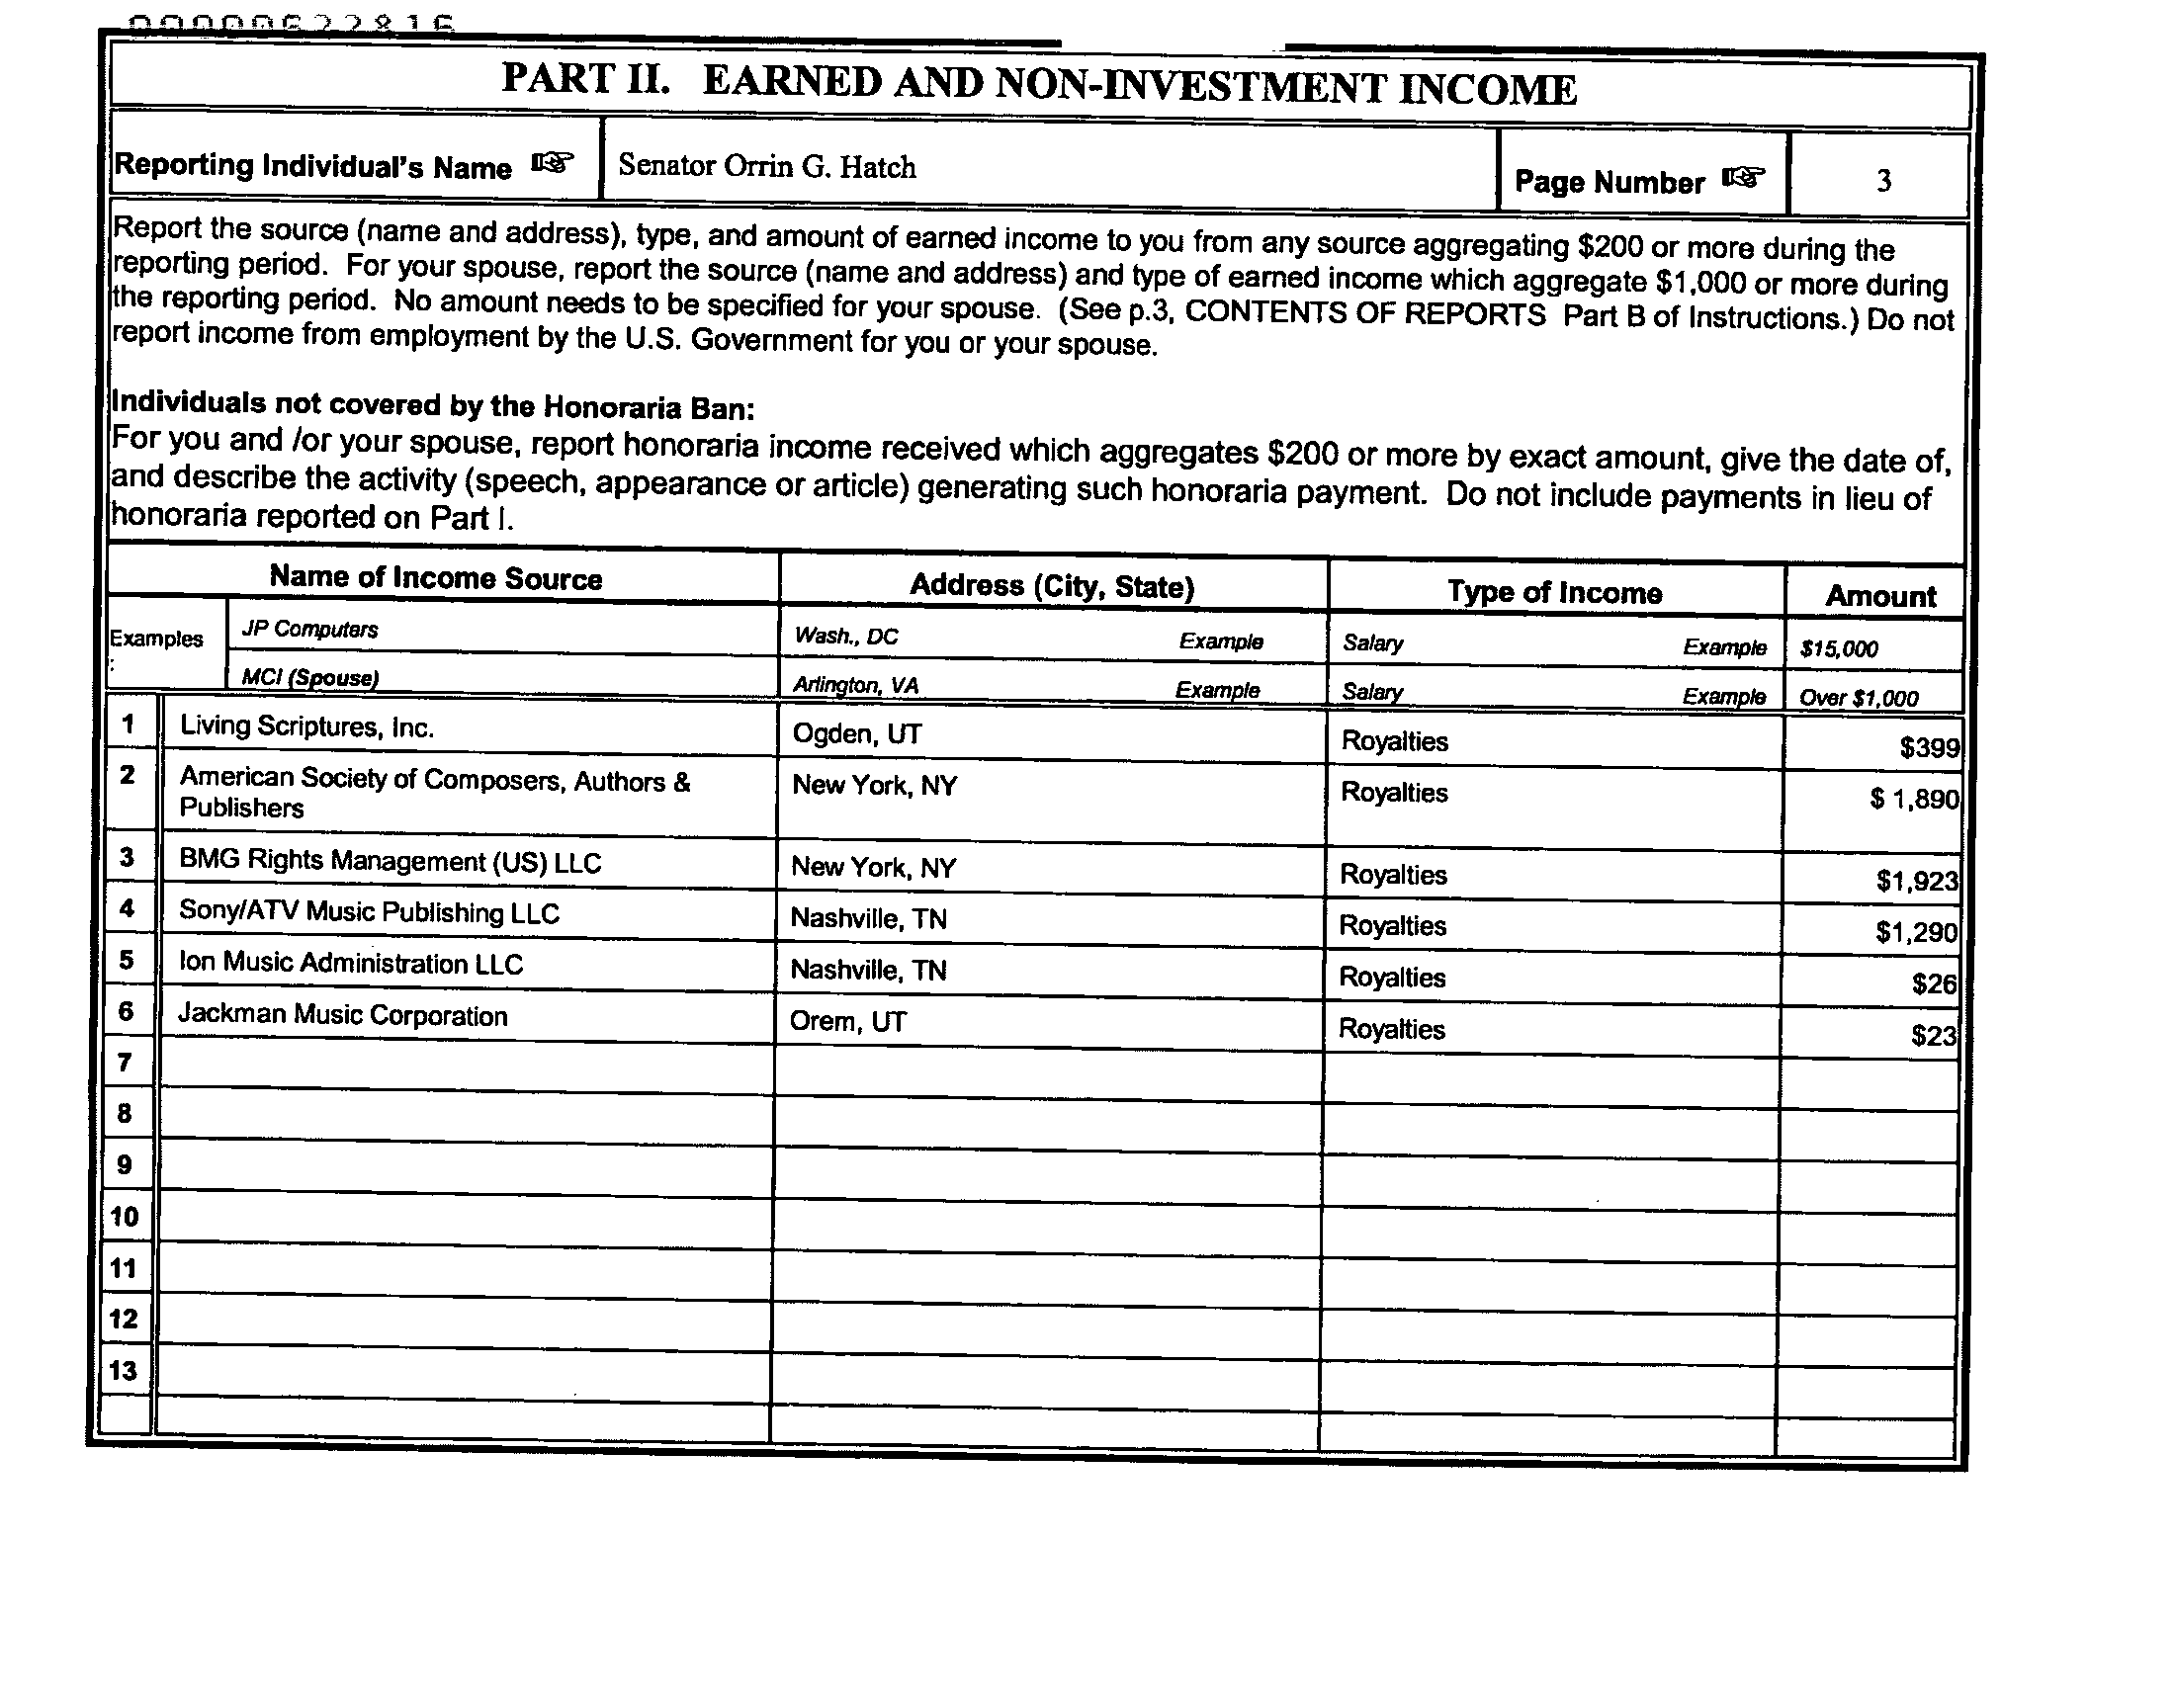 00000622816
PART II. EARNED AND NON-INVESTMENT INCOME
Reporting Individual's Name ☞ Senator Orrin G. Hatch Page Number ☞ 3
Report the source (name and address), type, and amount of earned income to you from any source aggregating $200 or more during the
reporting period. For your spouse, report the source (name and address) and type of earned income which aggregate $1,000 or more during
the reporting period. No amount needs to be specified for your spouse. (See p.3, CONTENTS OF REPORTS Part B of Instructions.) Do not
report income from employment by the U.S. Government for you or your spouse.
Individuals not covered by the Honoraria Ban:
For you and /or your spouse, report honoraria income received which aggregates $200 or more by exact amount, give the date of,
and describe the activity (speech, appearance or article) generating such honoraria payment. Do not include payments in lieu of
honoraria reported on Part I.
Name of Income Source Address (City, State) Type of Income Amount
Examples : JP Computers Wash., DC Example Salary Example $15,000
MCI (Spouse) Arlington, VA Example Salary Example Over $1,000
1 Living Scriptures, Inc. Ogden, UT Royalties $399
2 American Society of Composers, Authors & New York, NY Royalties $ 1,890
Publishers
3 BMG Rights Management (US) LLC New York, NY Royalties $1,923
4 Sony/ATV Music Publishing LLC Nashville, TN Royalties $1,290
5 Ion Music Administration LLC Nashville, TN Royalties $26
6 Jackman Music Corporation Orem, UT Royalties $23
7
8
9
10
11
12
13